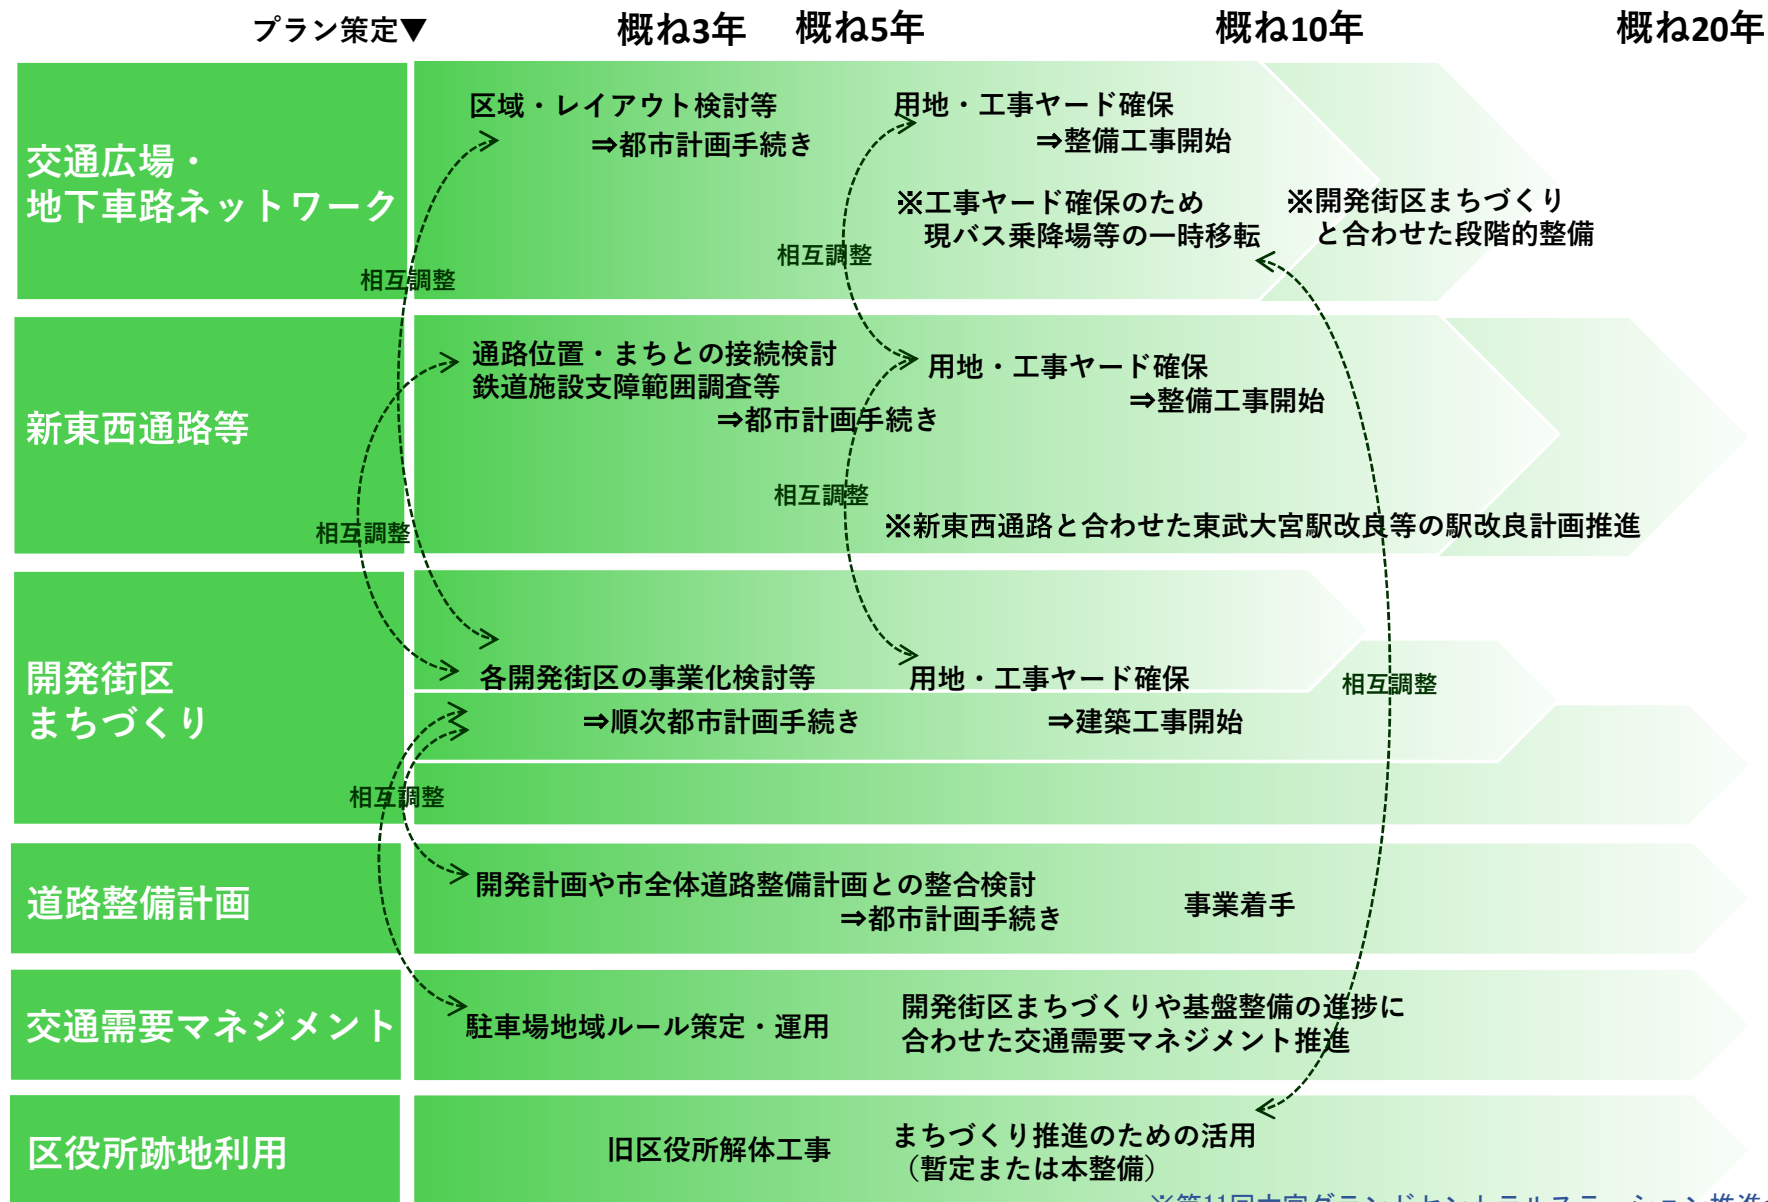 プラン策定▼
概ね3年
概ね5年
概ね10年
概ね20年
交通広場・
地下車路ネットワーク
区域・レイアウト検討等
⇒都市計画手続き
用地・工事ヤード確保
⇒整備工事開始
※工事ヤード確保のため
現バス乗降場等の一時移転
※開発街区まちづくり
と合わせた段階的整備
相互調整
相互調整
新東西通路等
通路位置・まちとの接続検討
鉄道施設支障範囲調査等
⇒都市計画手続き
用地・工事ヤード確保
⇒整備工事開始
相互調整
相互調整
※新東西通路と合わせた東武大宮駅改良等の駅改良計画推進
開発街区
まちづくり
各開発街区の事業化検討等
⇒順次都市計画手続き
用地・工事ヤード確保
⇒建築工事開始
相互調整
相互調整
道路整備計画
開発計画や市全体道路整備計画との整合検討
⇒都市計画手続き
事業着手
交通需要マネジメント
駐車場地域ルール策定・運用
開発街区まちづくりや基盤整備の進捗に
合わせた交通需要マネジメント推進
区役所跡地利用
旧区役所解体工事
まちづくり推進のための活用
（暫定または本整備）